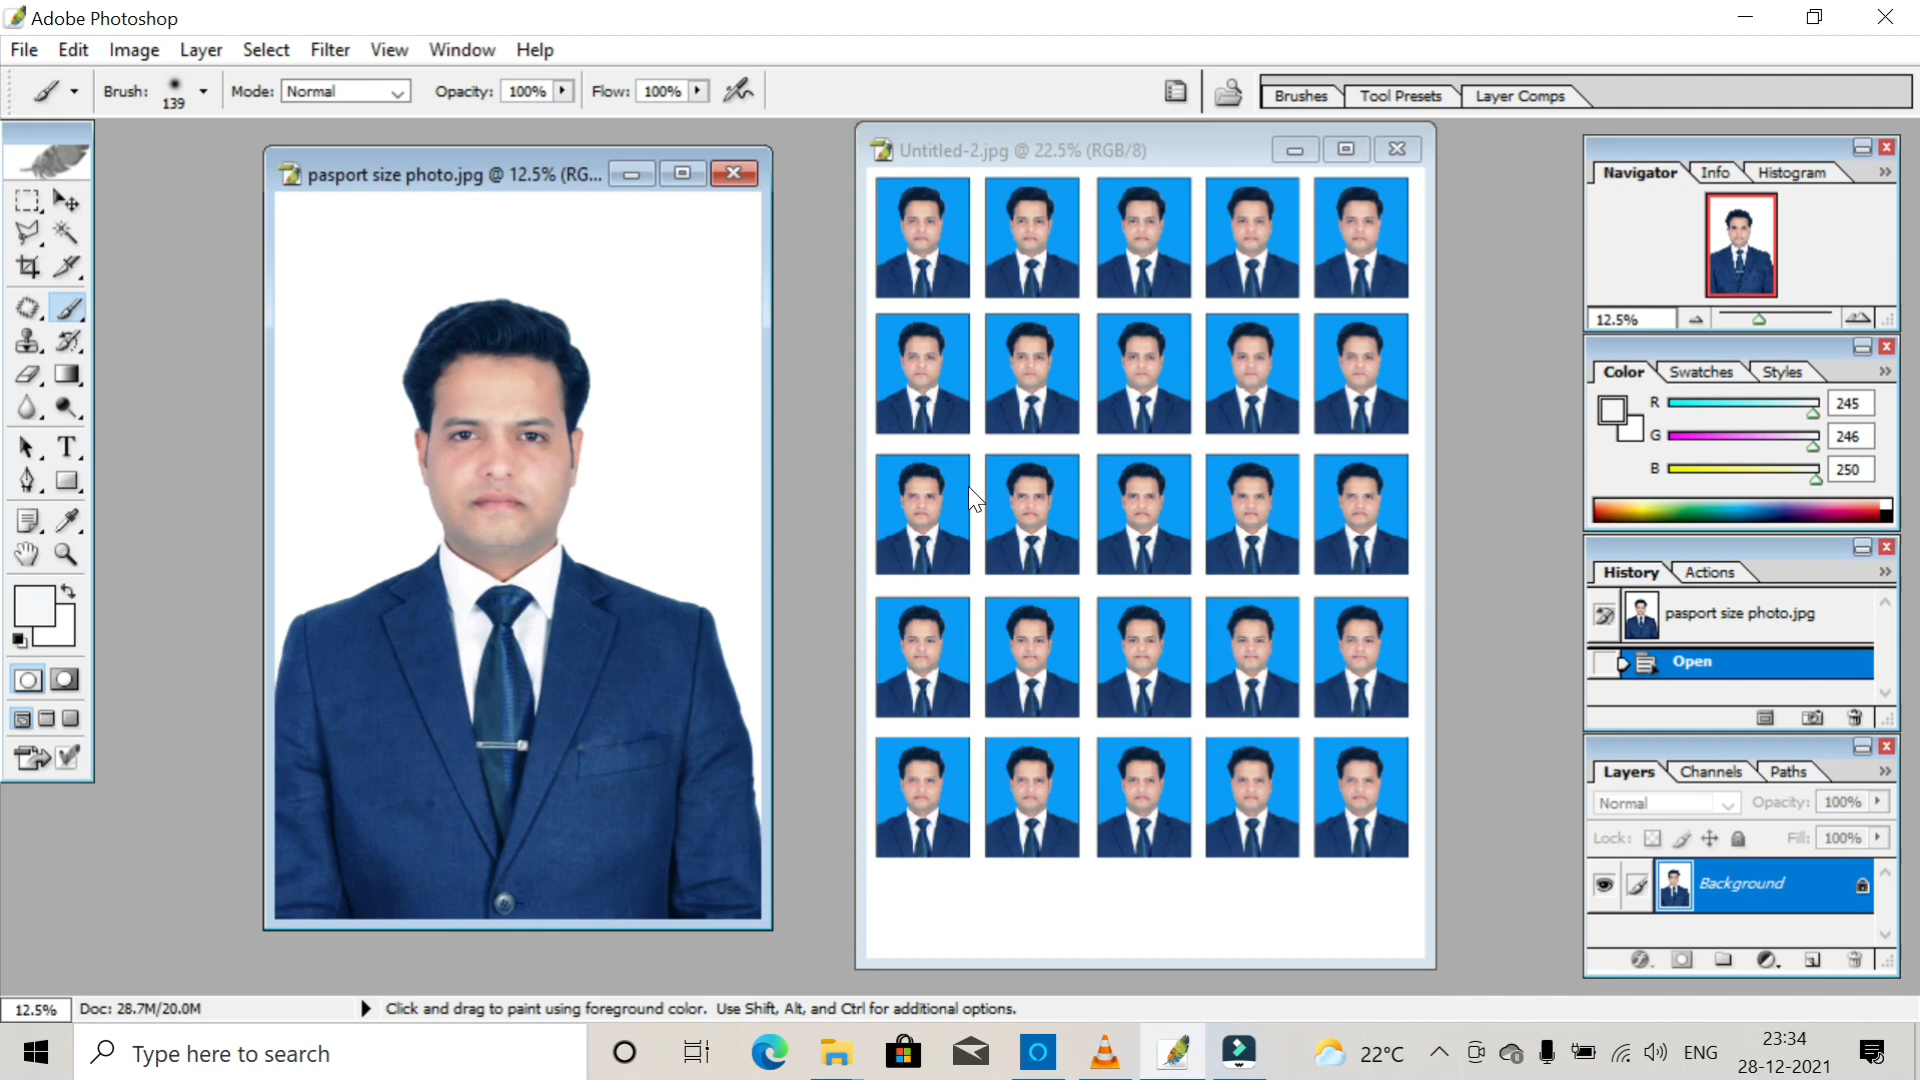 Adobe Photoshop
File Edit Image Layer Select Filter View Window Help
Brush: 139 Mode: Normal Opacity: 100% Flow: 100%
Brushes Tool Presets Layer Comps
pasport size photo.jpg @ 12.5% (RG...
Untitled-2.jpg @ 22.5% (RGB/8)
Navigator Info Histogram
12.5%
Color Swatches Styles
R 245
G 246
B 250
History Actions
pasport size photo.jpg
Open
Layers Channels Paths
Normal Opacity: 100%
Lock: Fill: 100%
Background
T
12.5% Doc: 28.7M/20.0M Click and drag to paint using foreground color. Use Shift, Alt, and Ctrl for additional options.
Type here to search
22°C ENG
23:34
28-12-2021